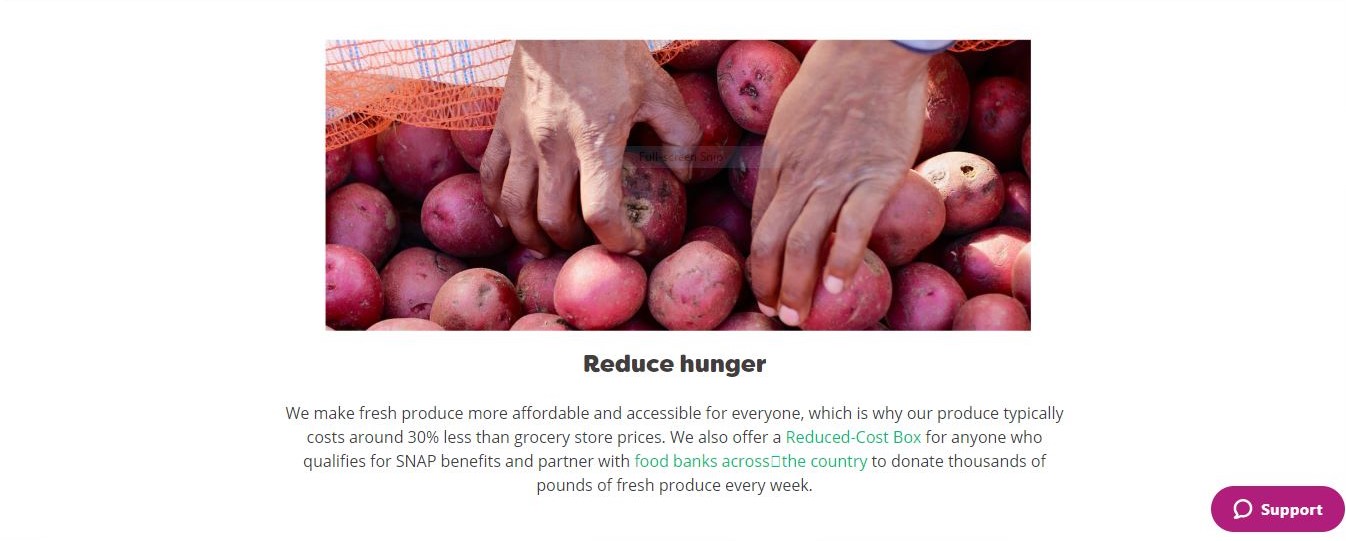 Full-screen Snip
Reduce hunger
We make fresh produce more affordable and accessible for everyone, which is why our produce typically
costs around 30% less than grocery store prices. We also offer a Reduced-Cost Box for anyone who
qualifies for SNAP benefits and partner with food banks across□the country to donate thousands of
pounds of fresh produce every week.
Support